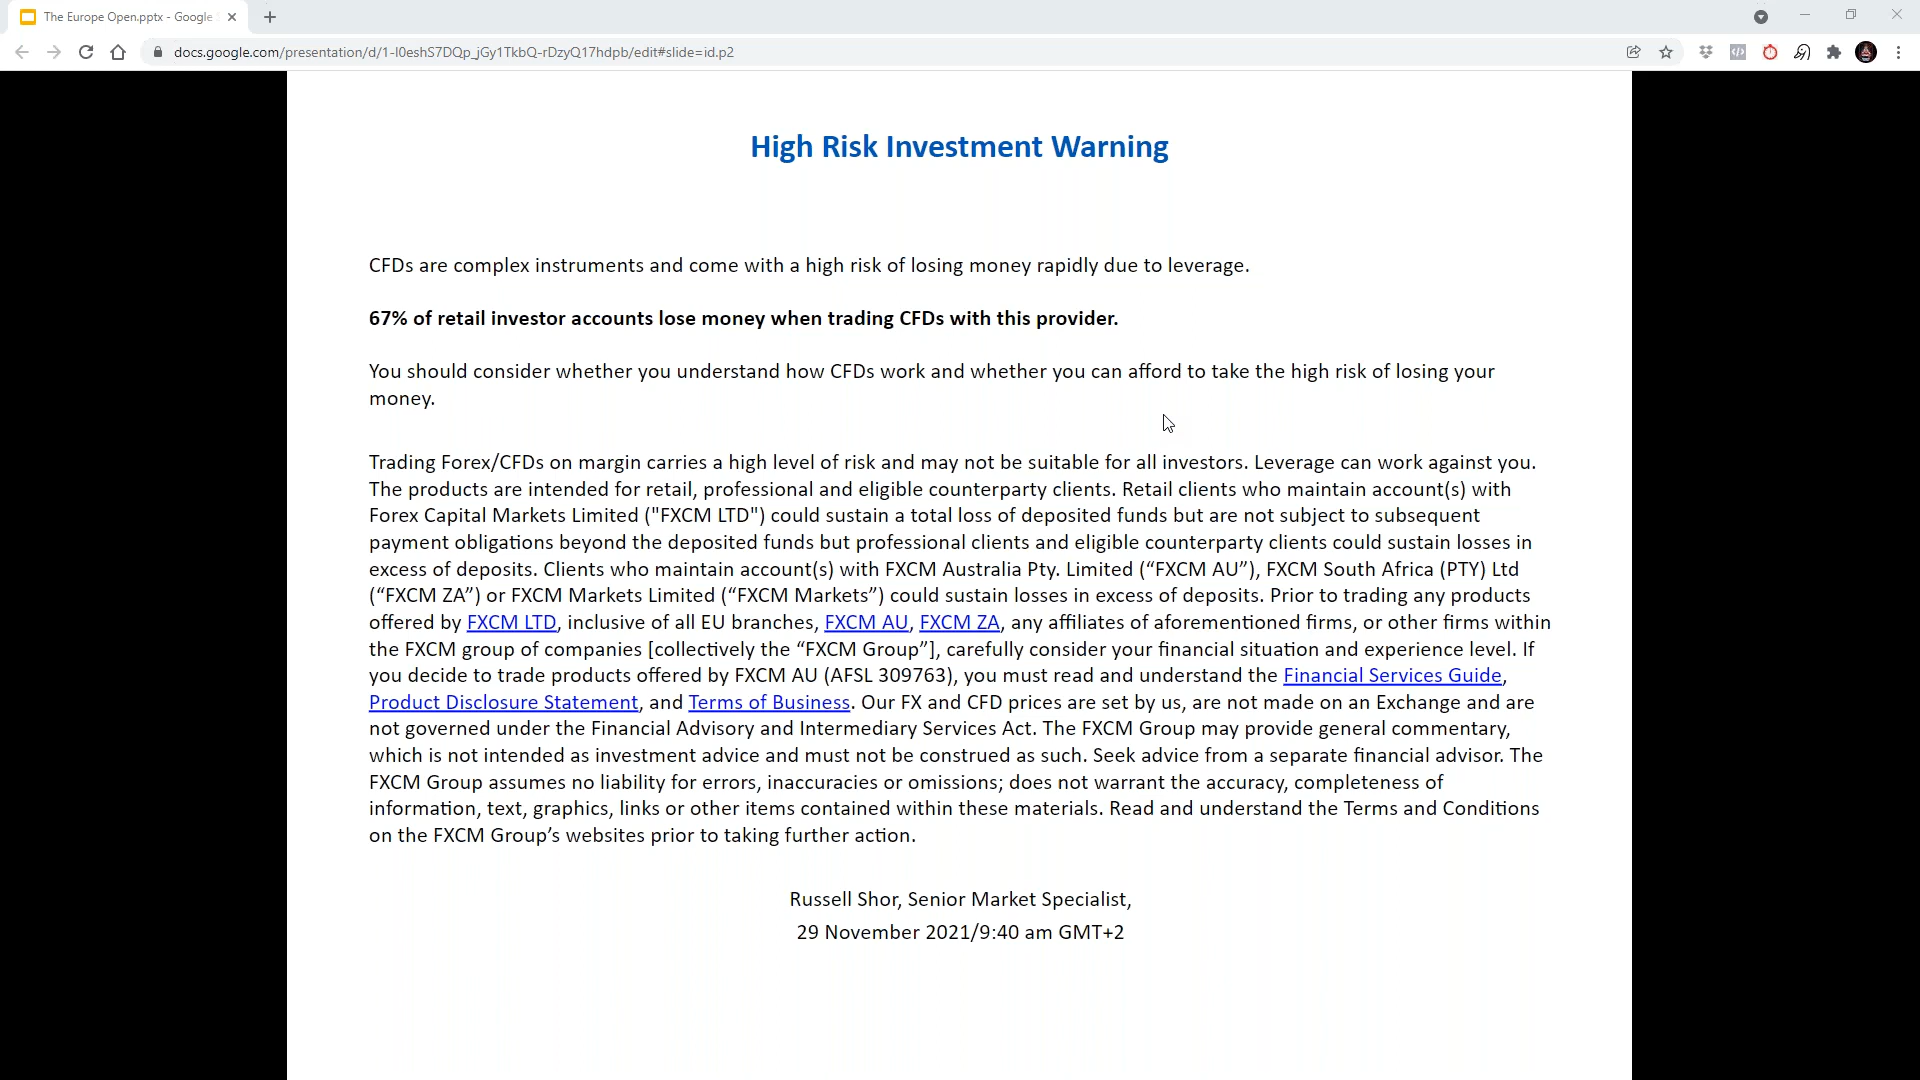 The Europe Open.pptx - Google
docs.google.com/presentation/d/1-I0eshS7DQp_jGy1TkbQ-rDzyQ17hdpb/edit#slide=id.p2
High Risk Investment Warning
CFDs are complex instruments and come with a high risk of losing money rapidly due to leverage.
67% of retail investor accounts lose money when trading CFDs with this provider.
You should consider whether you understand how CFDs work and whether you can afford to take the high risk of losing your
money.
Trading Forex/CFDs on margin carries a high level of risk and may not be suitable for all investors. Leverage can work against you.
The products are intended for retail, professional and eligible counterparty clients. Retail clients who maintain account(s) with
Forex Capital Markets Limited ("FXCM LTD") could sustain a total loss of deposited funds but are not subject to subsequent
payment obligations beyond the deposited funds but professional clients and eligible counterparty clients could sustain losses in
excess of deposits. Clients who maintain account(s) with FXCM Australia Pty. Limited (“FXCM AU”), FXCM South Africa (PTY) Ltd
(“FXCM ZA”) or FXCM Markets Limited (“FXCM Markets”) could sustain losses in excess of deposits. Prior to trading any products
offered by FXCM LTD, inclusive of all EU branches, FXCM AU, FXCM ZA, any affiliates of aforementioned firms, or other firms within
the FXCM group of companies [collectively the “FXCM Group”], carefully consider your financial situation and experience level. If
you decide to trade products offered by FXCM AU (AFSL 309763), you must read and understand the Financial Services Guide,
Product Disclosure Statement, and Terms of Business. Our FX and CFD prices are set by us, are not made on an Exchange and are
not governed under the Financial Advisory and Intermediary Services Act. The FXCM Group may provide general commentary,
which is not intended as investment advice and must not be construed as such. Seek advice from a separate financial advisor. The
FXCM Group assumes no liability for errors, inaccuracies or omissions; does not warrant the accuracy, completeness of
information, text, graphics, links or other items contained within these materials. Read and understand the Terms and Conditions
on the FXCM Group’s websites prior to taking further action.
Russell Shor, Senior Market Specialist,
29 November 2021/9:40 am GMT+2